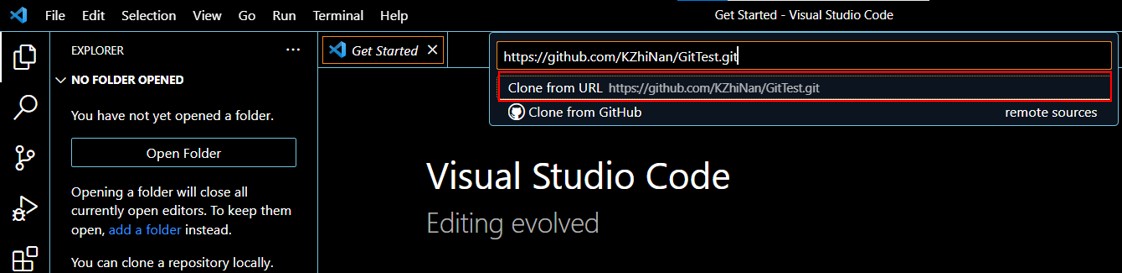 File Edit Selection View Go Run Terminal Help Get Started - Visual Studio Code
EXPLORER ...
Get Started
https://github.com/KZhiNan/GitTest.git
NO FOLDER OPENED
Clone from URL https://github.com/KZhiNan/GitTest.git
Clone from GitHub remote sources
You have not yet opened a folder.
Open Folder
Opening a folder will close all
currently open editors. To keep them
open, add a folder instead.
You can clone a repository locally.
Visual Studio Code
Editing evolved